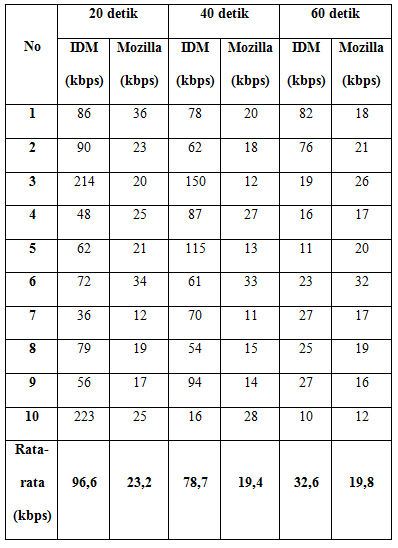 No 20 detik 40 detik 60 detik
IDM (kbps) Mozilla (kbps) IDM (kbps) Mozilla (kbps) IDM (kbps) Mozilla (kbps)
1 86 36 78 20 82 18
2 90 23 62 18 76 21
3 214 20 150 12 19 26
4 48 25 87 27 16 17
5 62 21 115 13 11 20
6 72 34 61 33 23 32
7 36 12 70 11 27 17
8 79 19 54 15 25 19
9 56 17 94 14 27 16
10 223 25 16 28 10 12
Rata-rata (kbps) 96,6 23,2 78,7 19,4 32,6 19,8